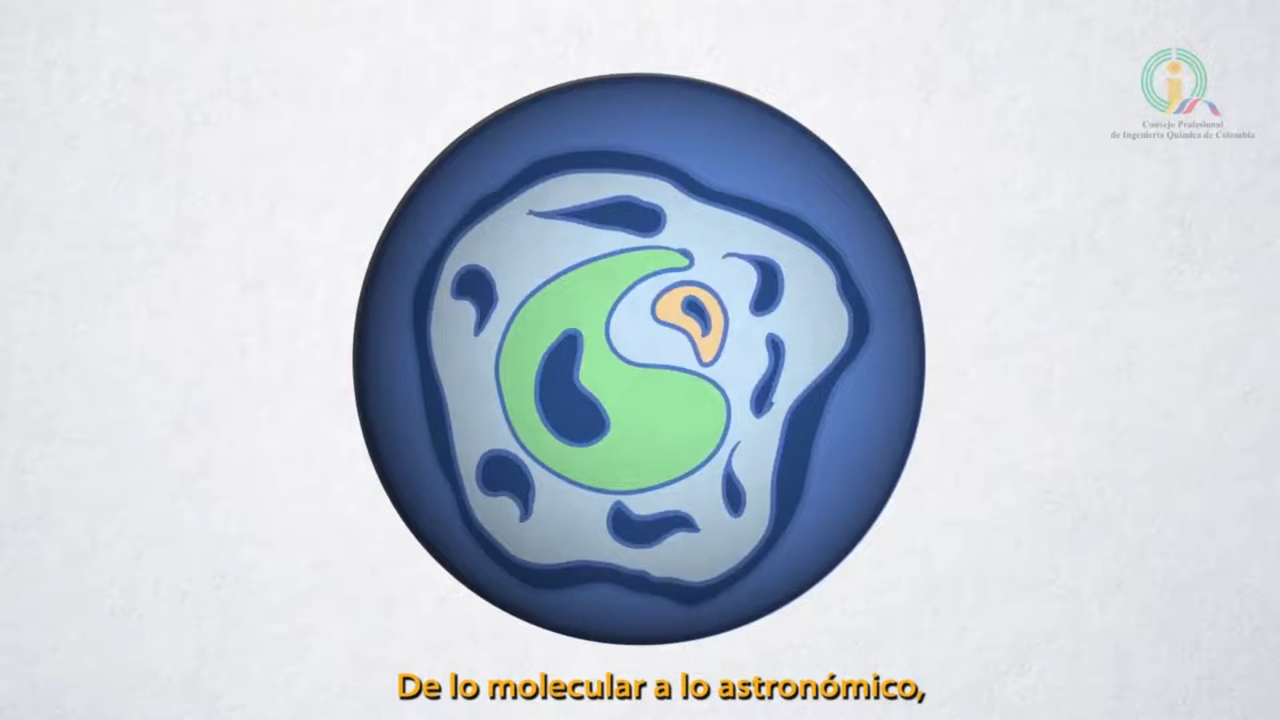 Consejo Profesional
de Ingeniería Química de Colombia
De lo molecular a lo astronómico,